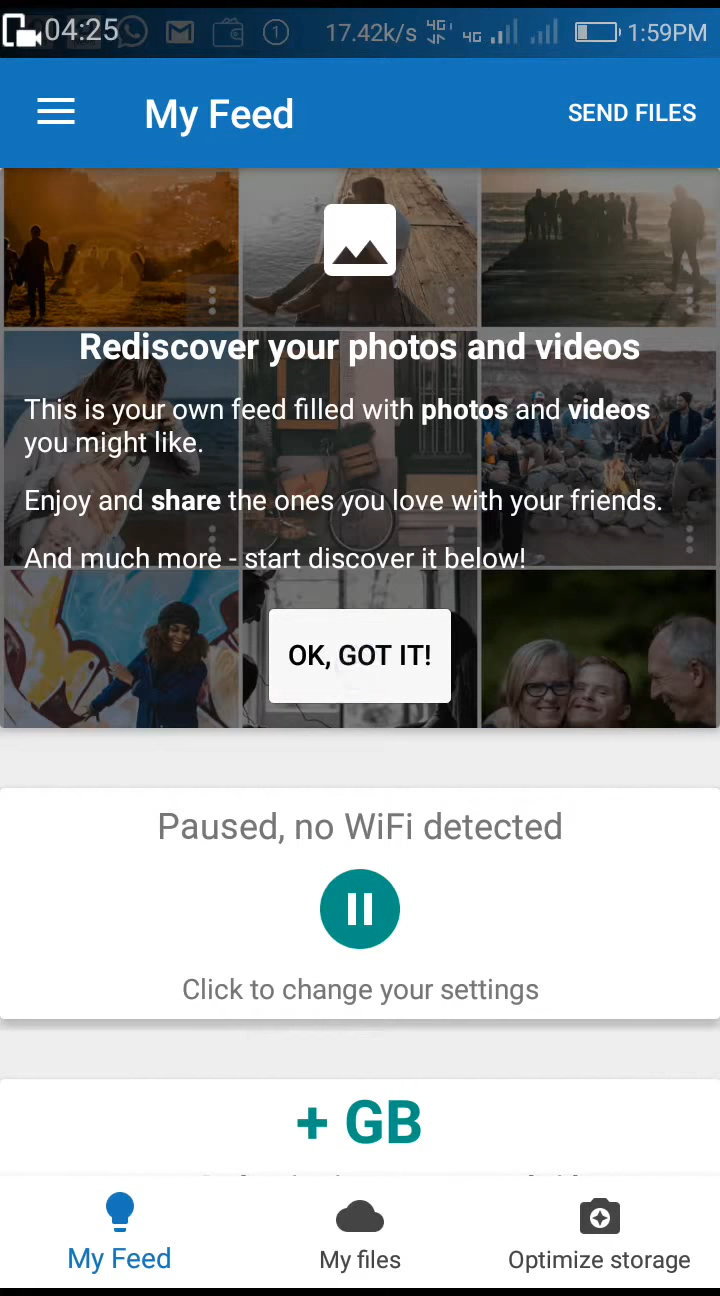 04:25 1 17.42k/s 4G 4G 1:59PM
My Feed SEND FILES
Rediscover your photos and videos
This is your own feed filled with photos and videos
you might like.
Enjoy and share the ones you love with your friends.
And much more - start discover it below!
OK, GOT IT!
Paused, no WiFi detected
Click to change your settings
+ GB
My Feed My files Optimize storage